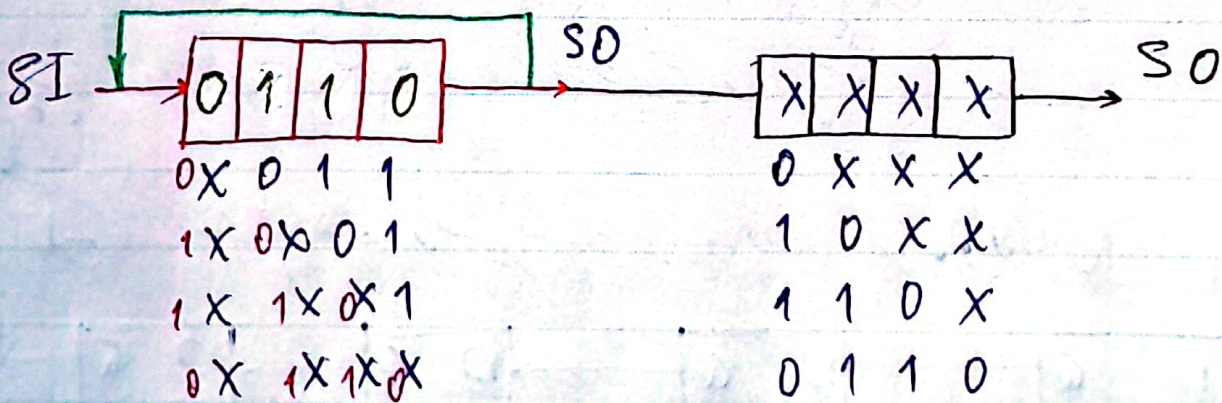 SI 0 1 1 0 SO X X X X SO
0X 0 1 1 0 X X X
1X 0X 0 1 1 0 X X
1X 1X 0X 1 1 1 0 X
0X 1X 1X 0X 0 1 1 0